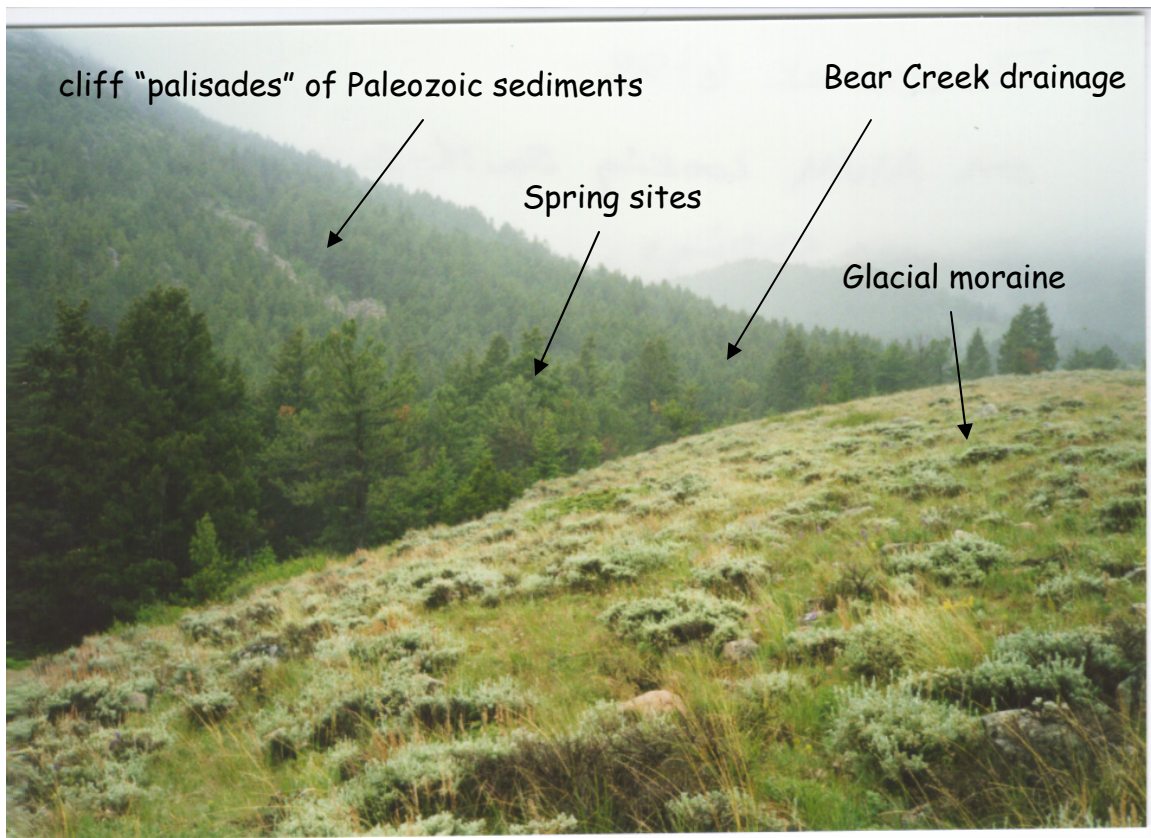 cliff “palisades” of Paleozoic sediments
Bear Creek drainage
Spring sites
Glacial moraine